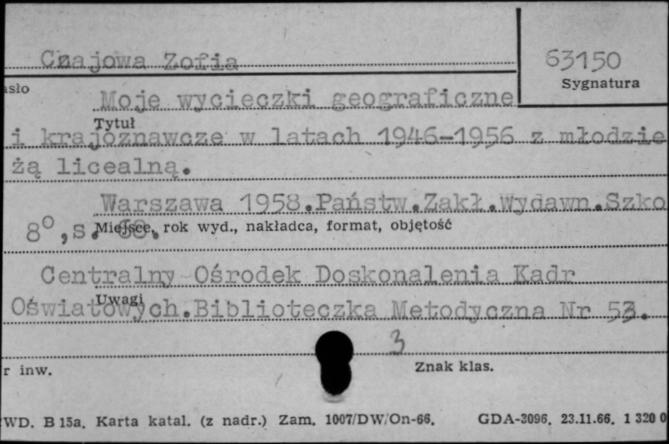 Czajowa Zofia
63150
Sygnatura
asło
Moje wycieczki geograficzne
Tytuł
i krajoznawcze w latach 1946-1956 z młodzie
żą licealną.
Warszawa 1958.Państw.Zakł.Wydawn.Szko
8°, s.
Miejsce, rok wyd., nakładca, format, objętość
Centralny Ośrodek Doskonalenia Kadr
Uwagi
Oświatowych.Biblioteczka Metodyczna Nr 53.
3
r inw.
Znak klas.
WD. B 15a. Karta katal. (z nadr.) Zam. 1007/DW/On-66. GDA-3096. 23.11.66. 1 320 0